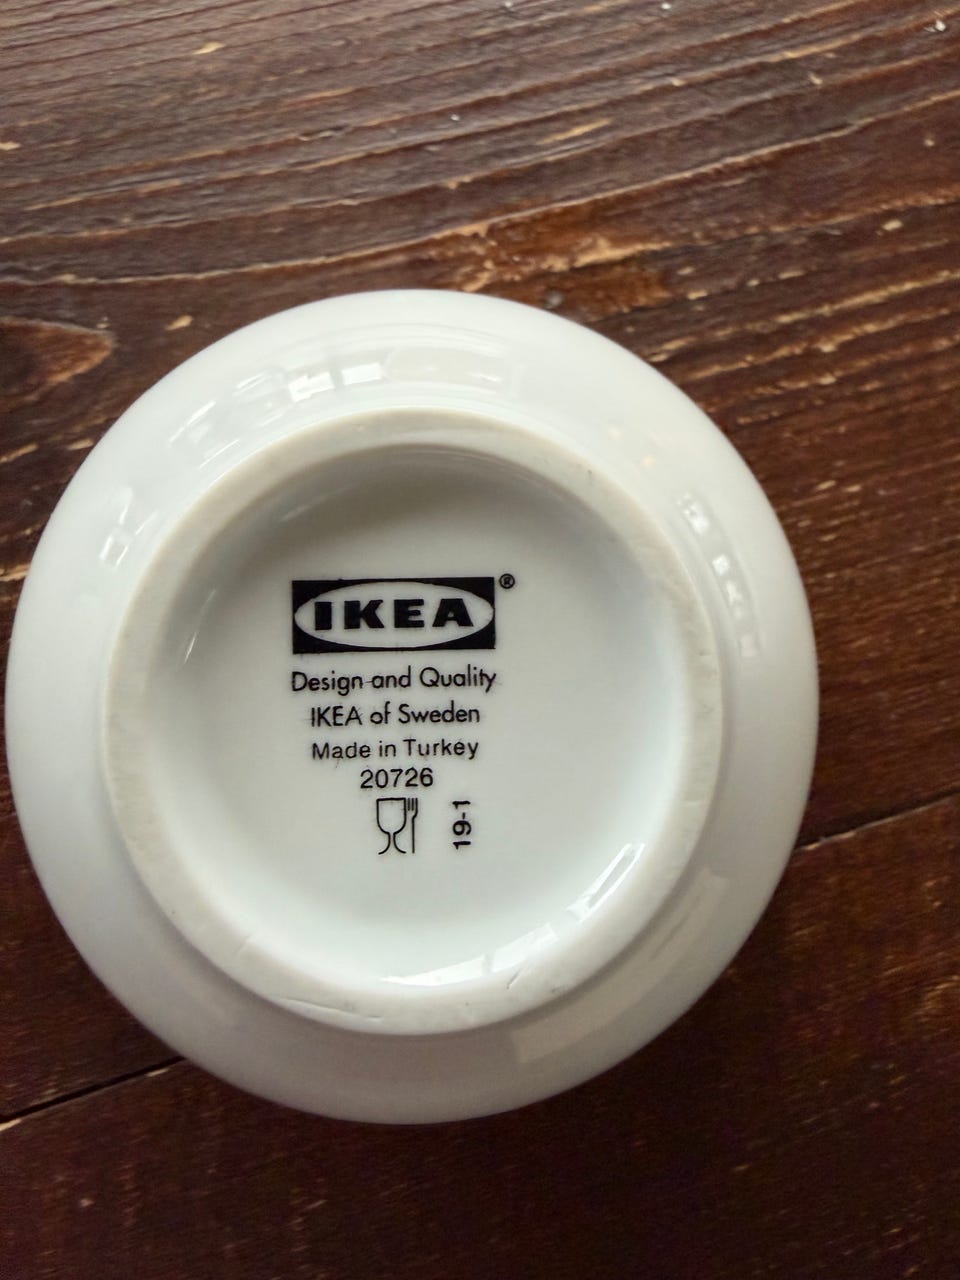 IKEA®
Design and Quality
IKEA of Sweden
Made in Turkey
20726
19-1